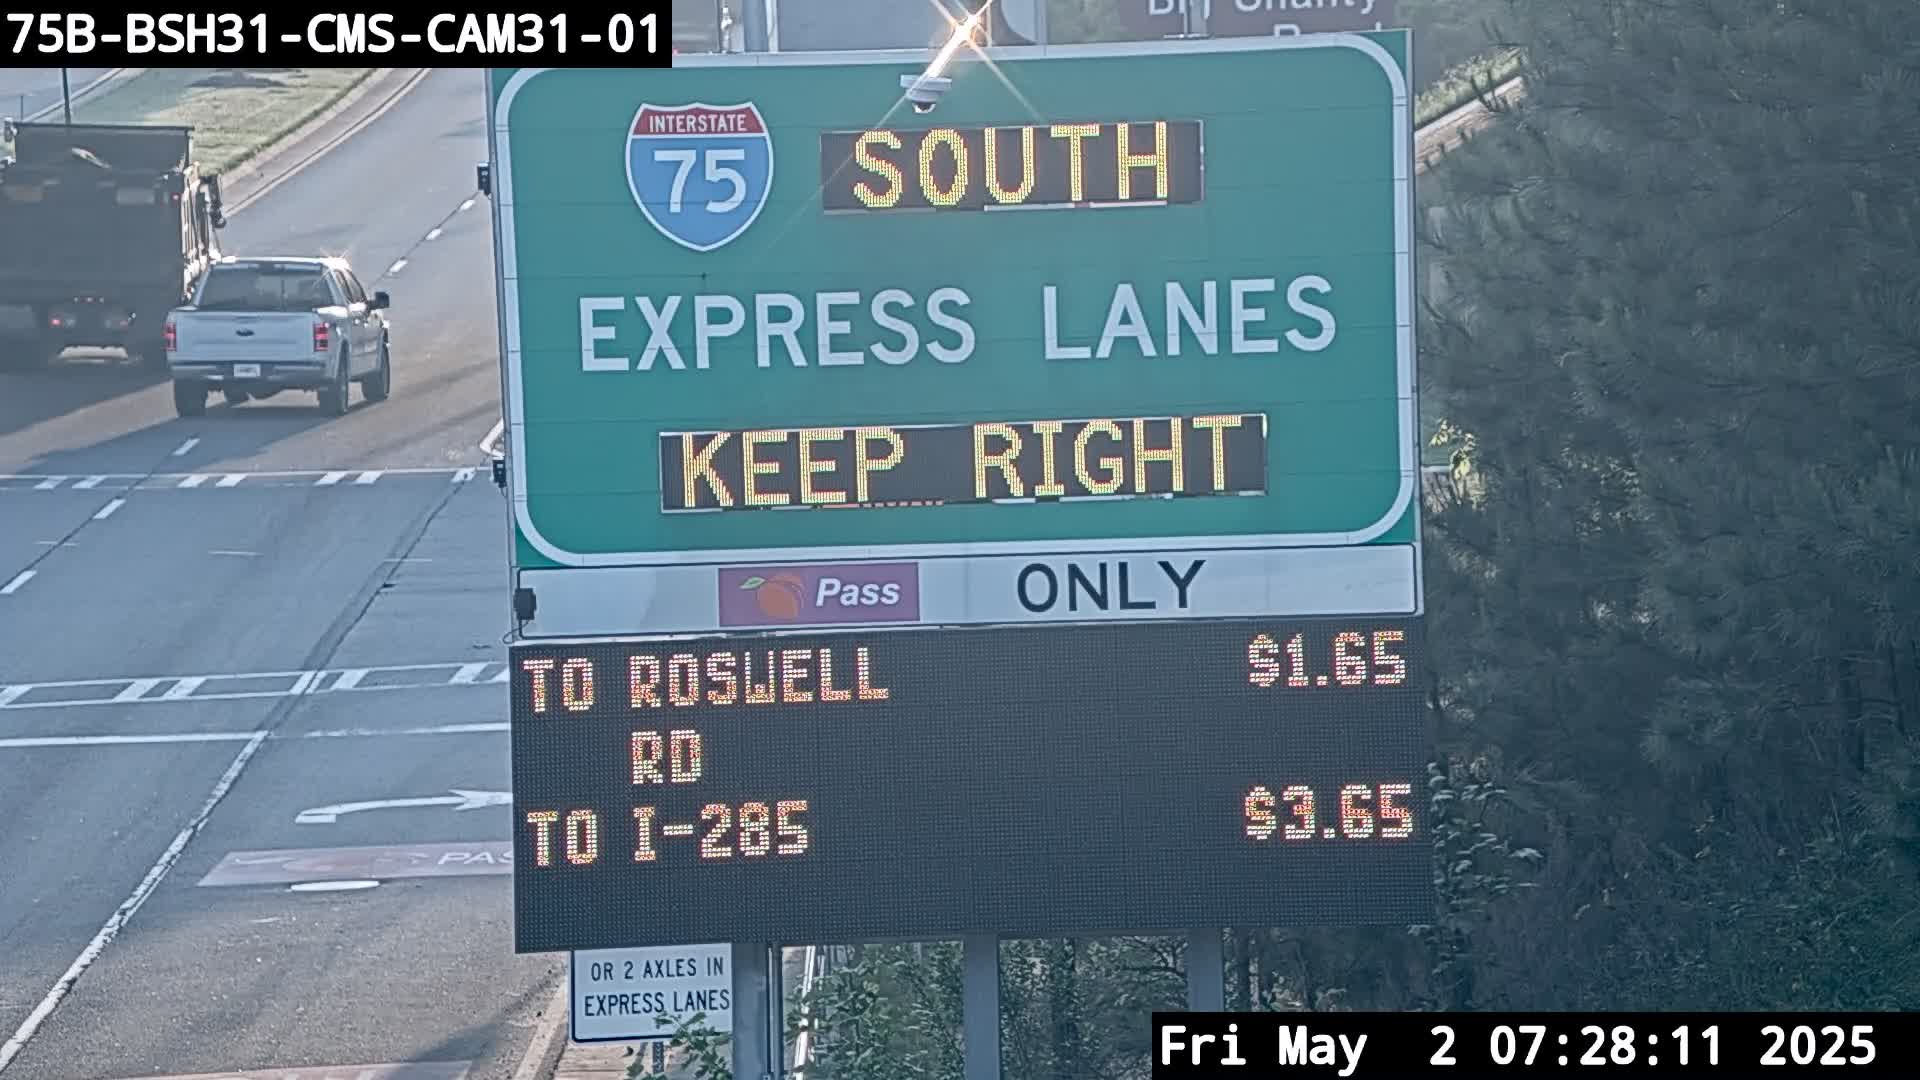 75B-BSH31-CMS-CAM31-01
Shanty
INTERSTATE
75
SOUTH
EXPRESS LANES
KEEP RIGHT
Pass ONLY
TO ROSWELL $1.65
RD
TO I-285 $3.65
OR 2 AXLES IN
EXPRESS LANES
Fri May 2 07:28:11 2025